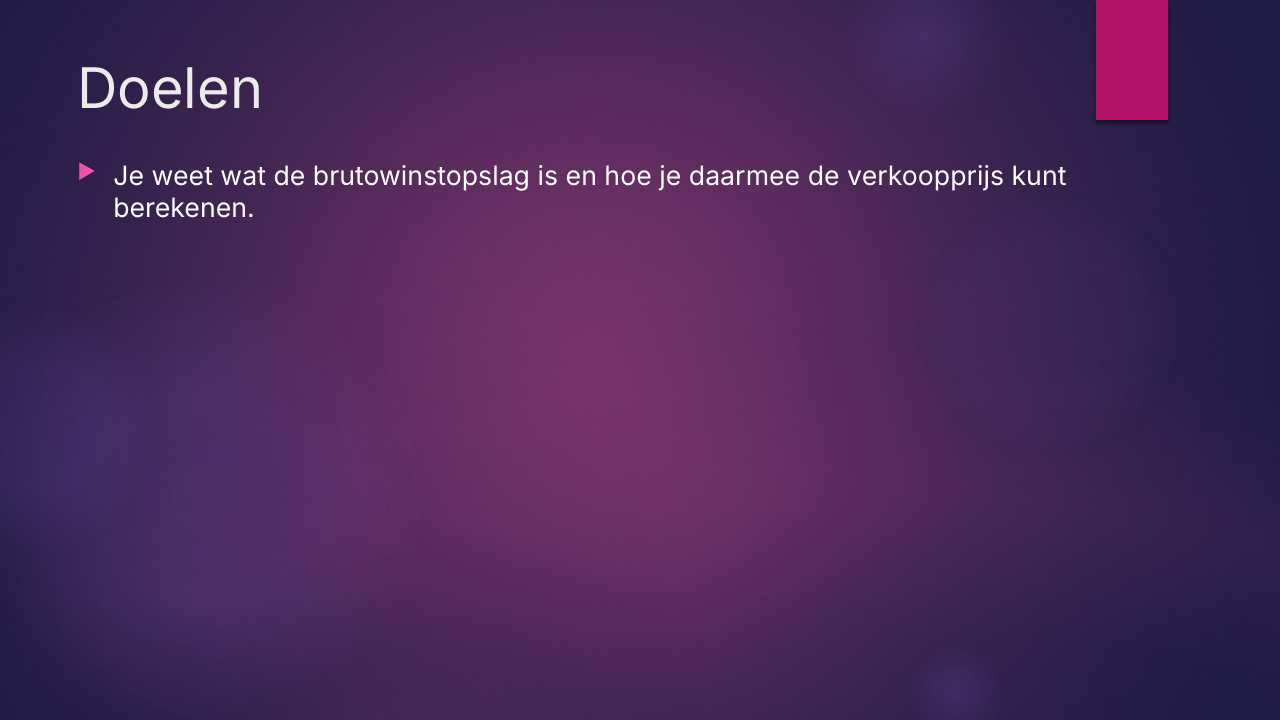 Doelen
Je weet wat de brutowinstopslag is en hoe je daarmee de verkoopprijs kunt
berekenen.